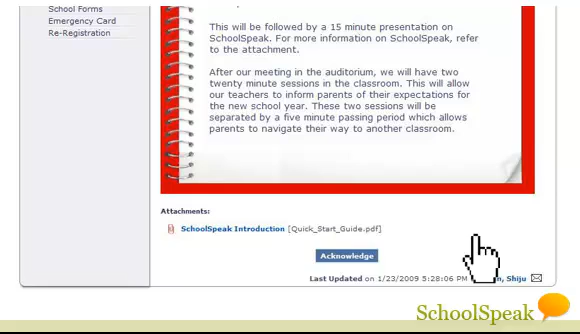 School Forms
Emergency Card
Re-Registration
This will be followed by a 15 minute presentation on
SchoolSpeak. For more information on SchoolSpeak, refer
to the attachment.
After our meeting in the auditorium, we will have two
twenty minute sessions in the classroom. This will allow
our teachers to inform parents of their expectations for
the new school year. These two sessions will be
separated by a five minute passing period which allows
parents to navigate their way to another classroom.
Attachments:
SchoolSpeak Introduction [Quick_Start_Guide.pdf]
Acknowledge
Last Updated on 1/23/2009 5:28:06 PM Shiju
SchoolSpeak